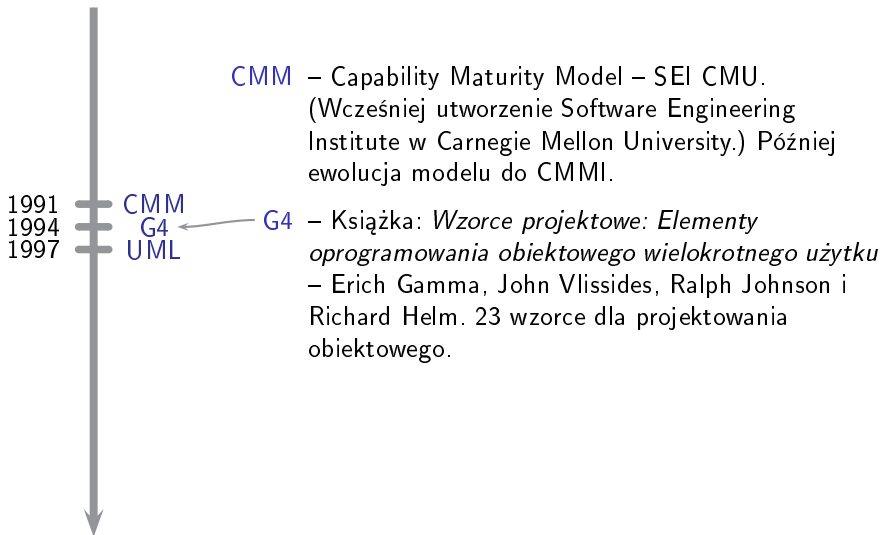 CMM – Capability Maturity Model – SEI CMU.
(Wcześniej utworzenie Software Engineering
Institute w Carnegie Mellon University.) Później
ewolucja modelu do CMMI.
1991 CMM
1994 G4
1997 UML
G4 – Książka: Wzorce projektowe: Elementy
oprogramowania obiektowego wielokrotnego użytku
– Erich Gamma, John Vlissides, Ralph Johnson i
Richard Helm. 23 wzorce dla projektowania
obiektowego.